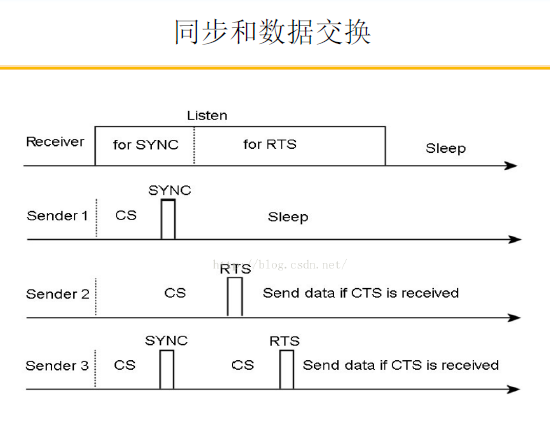 同步和数据交换
Listen
Receiver for SYNC for RTS Sleep
SYNC
Sender 1 CS Sleep
http://blog.csdn.net/
RTS
Sender 2 CS Send data if CTS is received
SYNC RTS
Sender 3 CS CS Send data if CTS is received